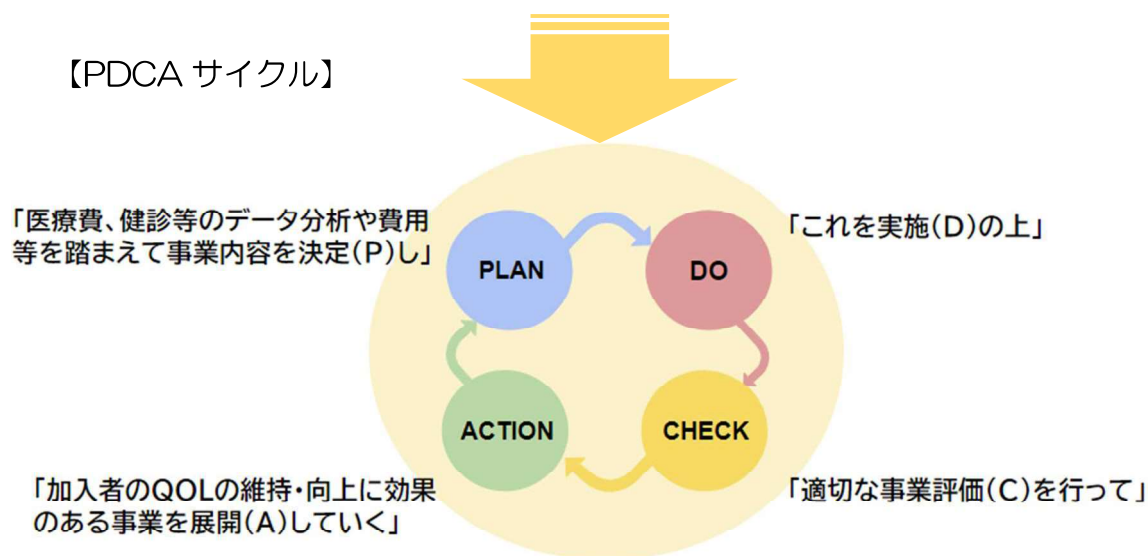 【PDCA サイクル】
「医療費、健診等のデータ分析や費用
等を踏まえて事業内容を決定(P)し」
PLAN
DO
「これを実施(D)の上」
ACTION
CHECK
「加入者のQOLの維持・向上に効果
のある事業を展開(A)していく」
「適切な事業評価(C)を行って」